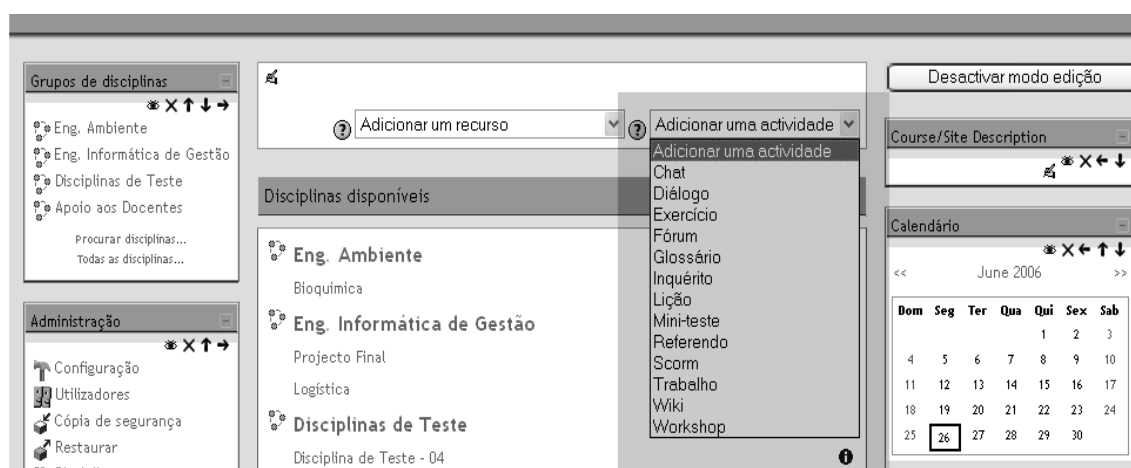 Grupos de disciplinas
Eng. Ambiente
Eng. Informática de Gestão
Disciplinas de Teste
Apoio aos Docentes
Procurar disciplinas...
Todas as disciplinas...
Administração
Configuração
Utilizadores
Cópia de segurança
Restaurar
Adicionar um recurso
Adicionar uma actividade
Adicionar uma actividade
Chat
Diálogo
Exercício
Fórum
Glossário
Inquérito
Lição
Mini-teste
Referendo
Scorm
Trabalho
Wiki
Workshop
Disciplinas disponíveis
Eng. Ambiente
Bioquimica
Eng. Informática de Gestão
Projecto Final
Logística
Disciplinas de Teste
Disciplina de Teste - 04
Desactivar modo edição
Course/Site Description
Calendário
<< June 2006 >>
Dom Seg Ter Qua Qui Sex Sab
1 2 3
4 5 6 7 8 9 10
11 12 13 14 15 16 17
18 19 20 21 22 23 24
25 26 27 28 29 30